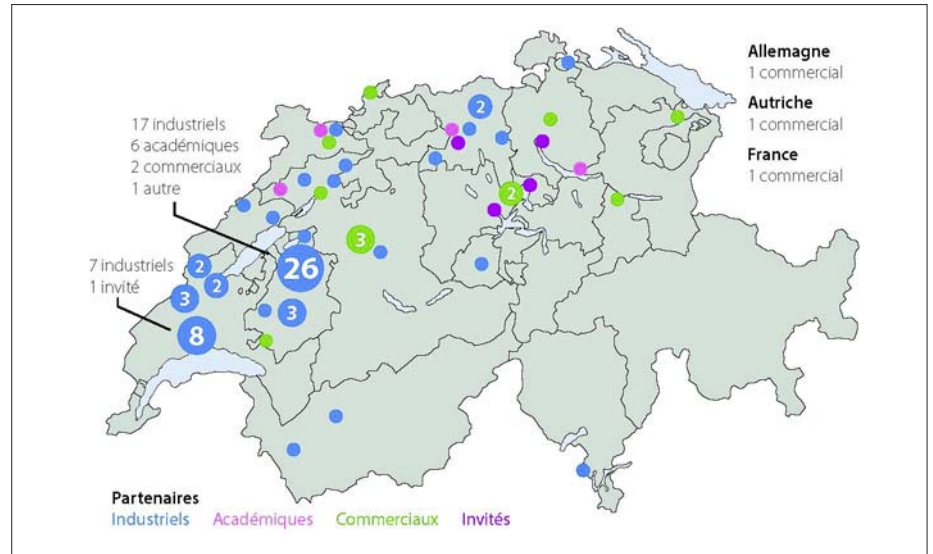 Allemagne
1 commercial
Autriche
1 commercial
France
1 commercial
17 industriels
6 académiques
2 commerciaux
1 autre
7 industriels
1 invité
2
2
3
26
2
2
3
3
8
Partenaires
Industriels Académiques Commerciaux Invités